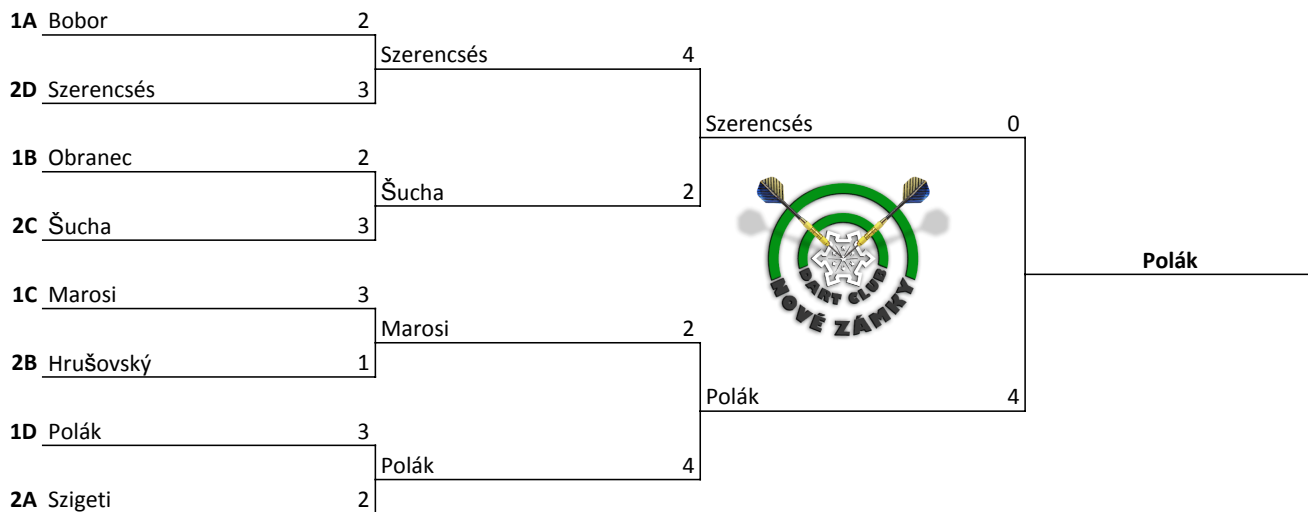 1A Bobor 2
Szerencsés 4
2D Szerencsés 3
Szerencsés 0
1B Obranec 2
Šucha 2
2C Šucha 3
DART CLUB
NOVÉ ZÁMKY
Polák
1C Marosi 3
Marosi 2
2B Hrušovský 1
Polák 4
1D Polák 3
Polák 4
2A Szigeti 2